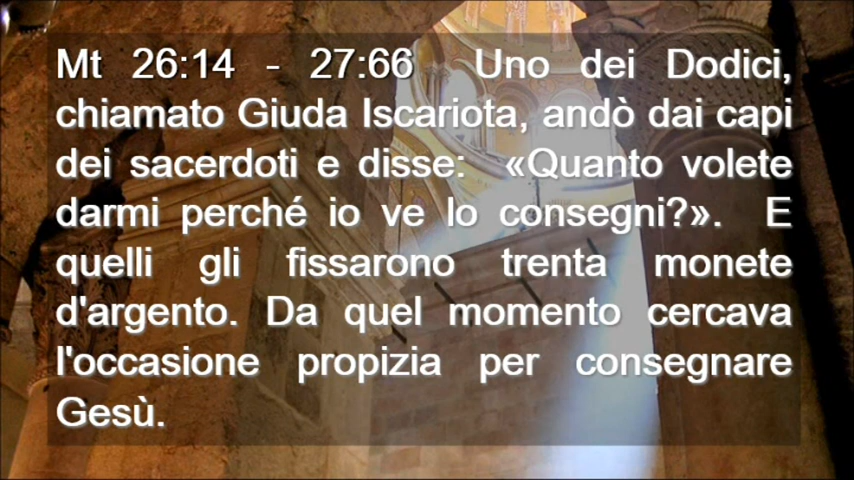 Mt 26:14 - 27:66 Uno dei Dodici,
chiamato Giuda Iscariota, andò dai capi
dei sacerdoti e disse: «Quanto volete
darmi perché io ve lo consegni?». E
quelli gli fissarono trenta monete
d'argento. Da quel momento cercava
l'occasione propizia per consegnare
Gesù.